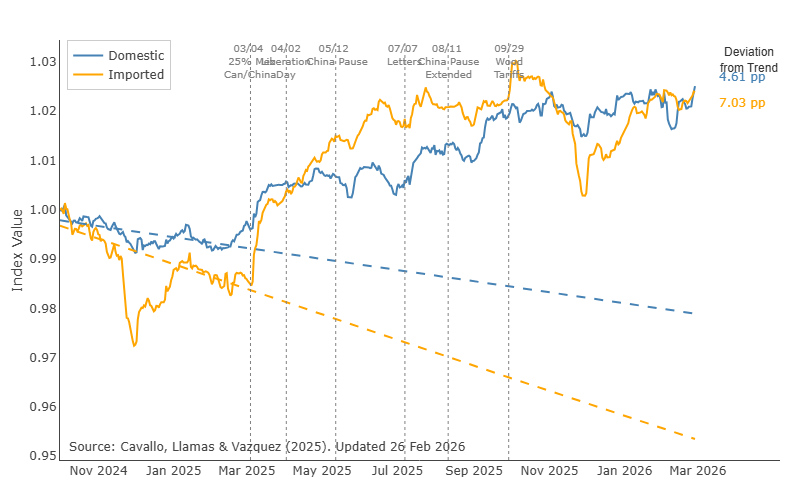 03/04
25% Mex
Can/China
04/02
Liberation
Day
05/12
China Pause
07/07
Letters
08/11
China Pause
Extended
09/29
Wood
Tariffs
Deviation
from Trend
4.61 pp
7.03 pp
Domestic
Imported
Index Value
1.03
1.02
1.01
1.00
0.99
0.98
0.97
0.96
0.95
Source: Cavallo, Llamas & Vazquez (2025). Updated 26 Feb 2026
Nov 2024
Jan 2025
Mar 2025
May 2025
Jul 2025
Sep 2025
Nov 2025
Jan 2026
Mar 2026